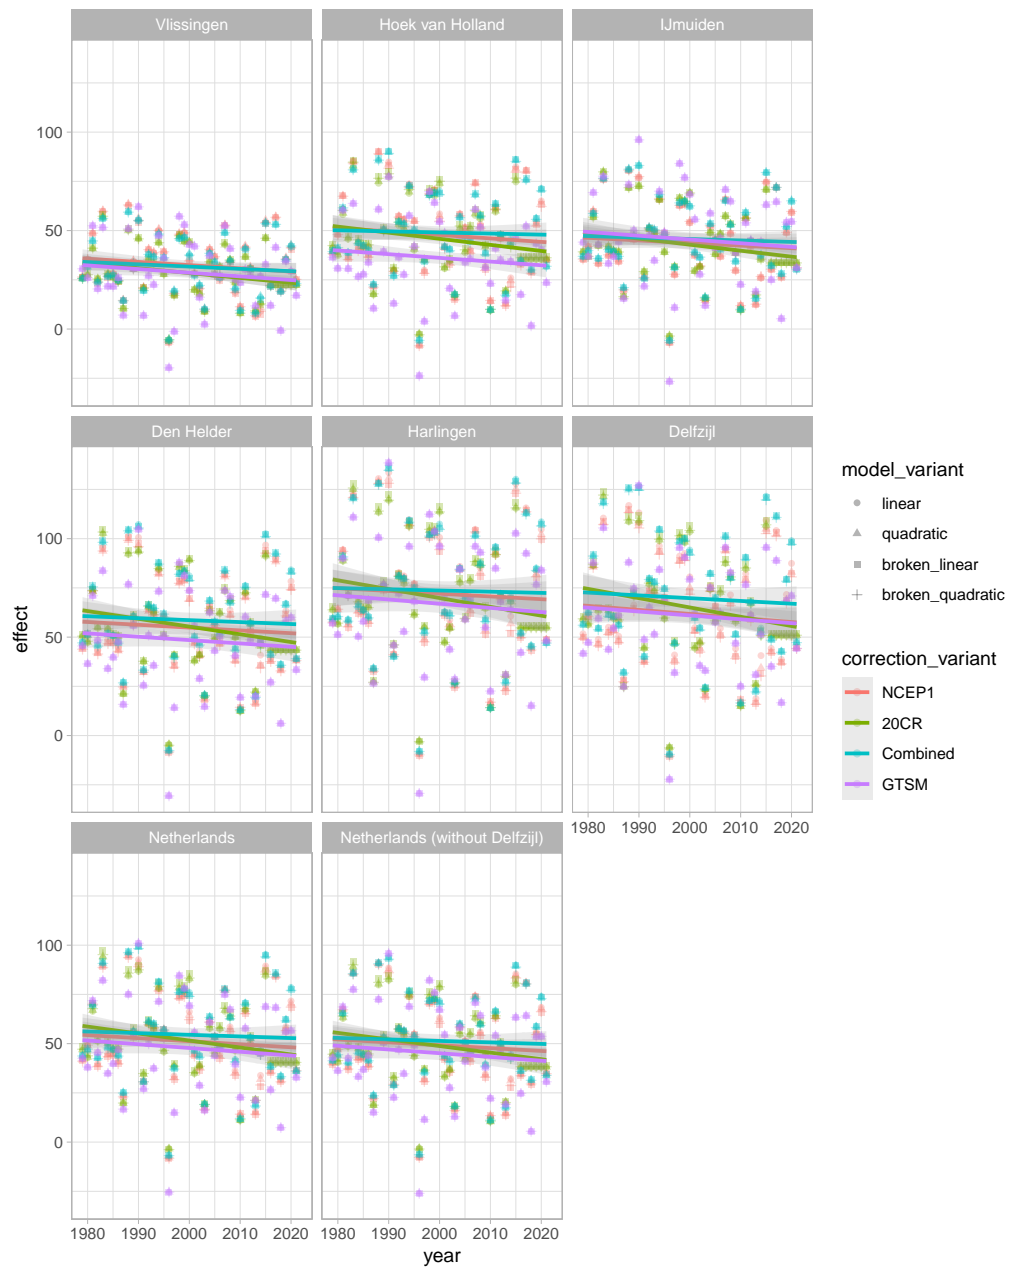 Vlissingen Hoek van Holland IJmuiden
100
50
0
Den Helder Harlingen Delfzijl
100
50
0
1980 1990 2000 2010 2020
Netherlands Netherlands (without Delfzijl)
100
50
0
1980 1990 2000 2010 2020 1980 1990 2000 2010 2020
year
effect
model_variant
linear
quadratic
broken_linear
broken_quadratic
correction_variant
NCEP1
20CR
Combined
GTSM